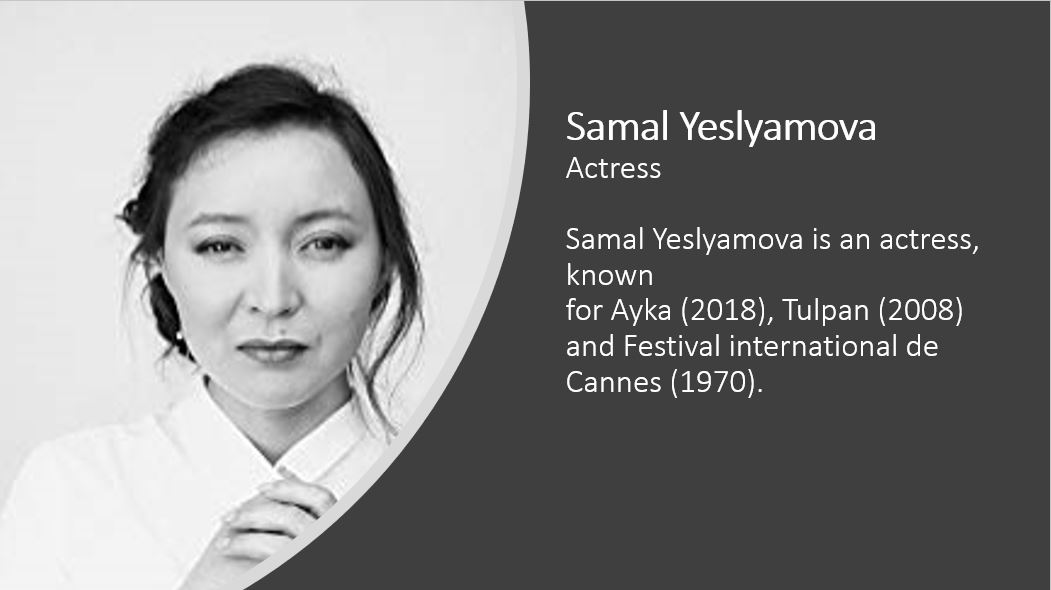 Samal Yeslyamova
Actress
Samal Yeslyamova is an actress,
known
for Ayka (2018), Tulpan (2008)
and Festival international de
Cannes (1970).